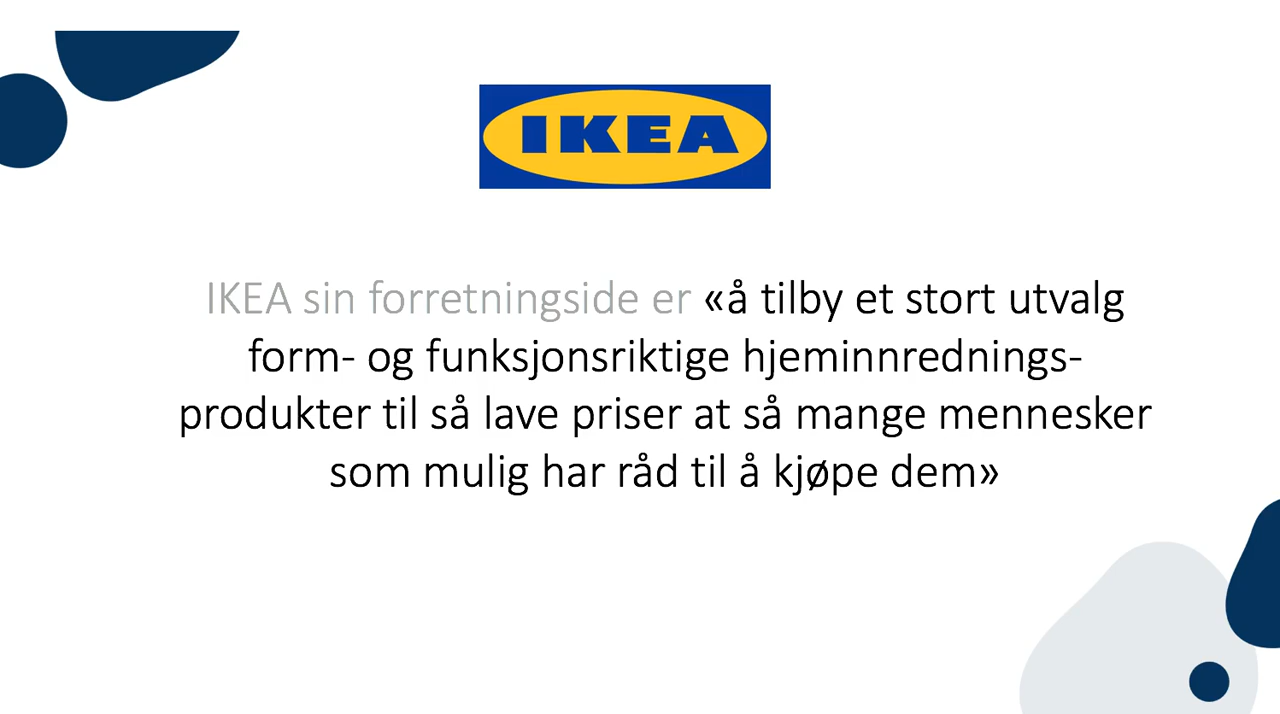 IKEA
IKEA sin forretningside er «å tilby et stort utvalg
form- og funksjonsriktige hjeminnrednings-
produkter til så lave priser at så mange mennesker
som mulig har råd til å kjøpe dem»